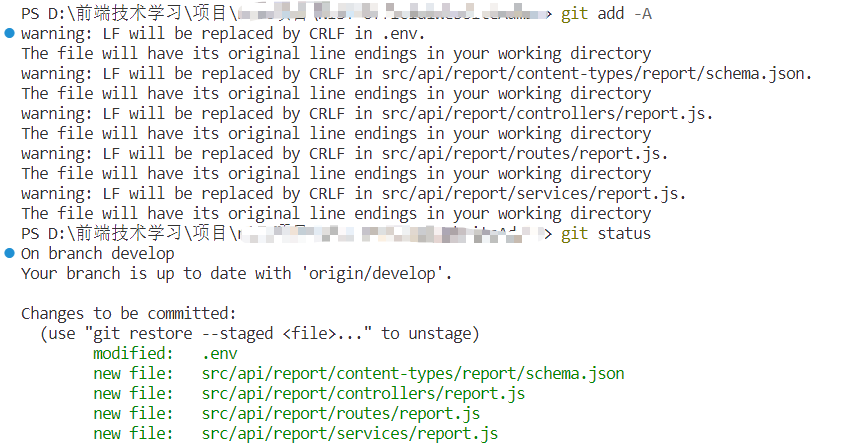 PS D:\前端技术学习\项目\ > git add -A
warning: LF will be replaced by CRLF in .env.
The file will have its original line endings in your working directory
warning: LF will be replaced by CRLF in src/api/report/content-types/report/schema.json.
The file will have its original line endings in your working directory
warning: LF will be replaced by CRLF in src/api/report/controllers/report.js.
The file will have its original line endings in your working directory
warning: LF will be replaced by CRLF in src/api/report/routes/report.js.
The file will have its original line endings in your working directory
warning: LF will be replaced by CRLF in src/api/report/services/report.js.
The file will have its original line endings in your working directory
PS D:\前端技术学习\项目\ > git status
On branch develop
Your branch is up to date with 'origin/develop'.
Changes to be committed:
(use "git restore --staged <file>..." to unstage)
modified: .env
new file: src/api/report/content-types/report/schema.json
new file: src/api/report/controllers/report.js
new file: src/api/report/routes/report.js
new file: src/api/report/services/report.js